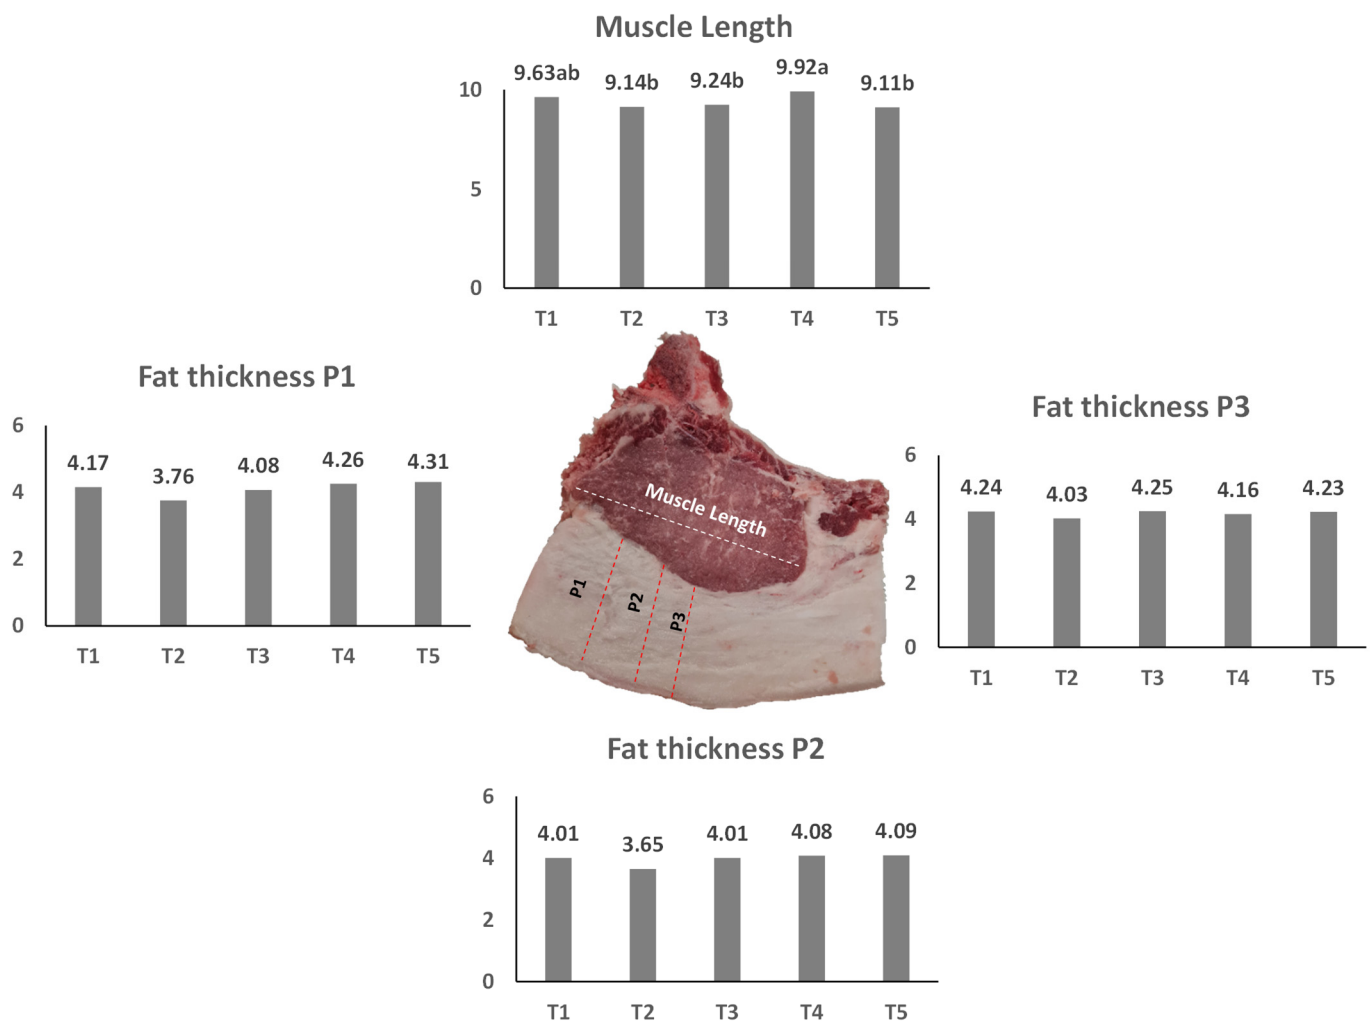 Muscle Length
9.63ab 9.14b 9.24b 9.92a 9.11b
10
5
0
T1 T2 T3 T4 T5
Fat thickness P1
6
4
2
0
4.17 3.76 4.08 4.26 4.31
T1 T2 T3 T4 T5
Muscle Length
P1
P2
P3
Fat thickness P3
6
4
2
0
4.24 4.03 4.25 4.16 4.23
T1 T2 T3 T4 T5
Fat thickness P2
6
4
2
0
4.01 3.65 4.01 4.08 4.09
T1 T2 T3 T4 T5